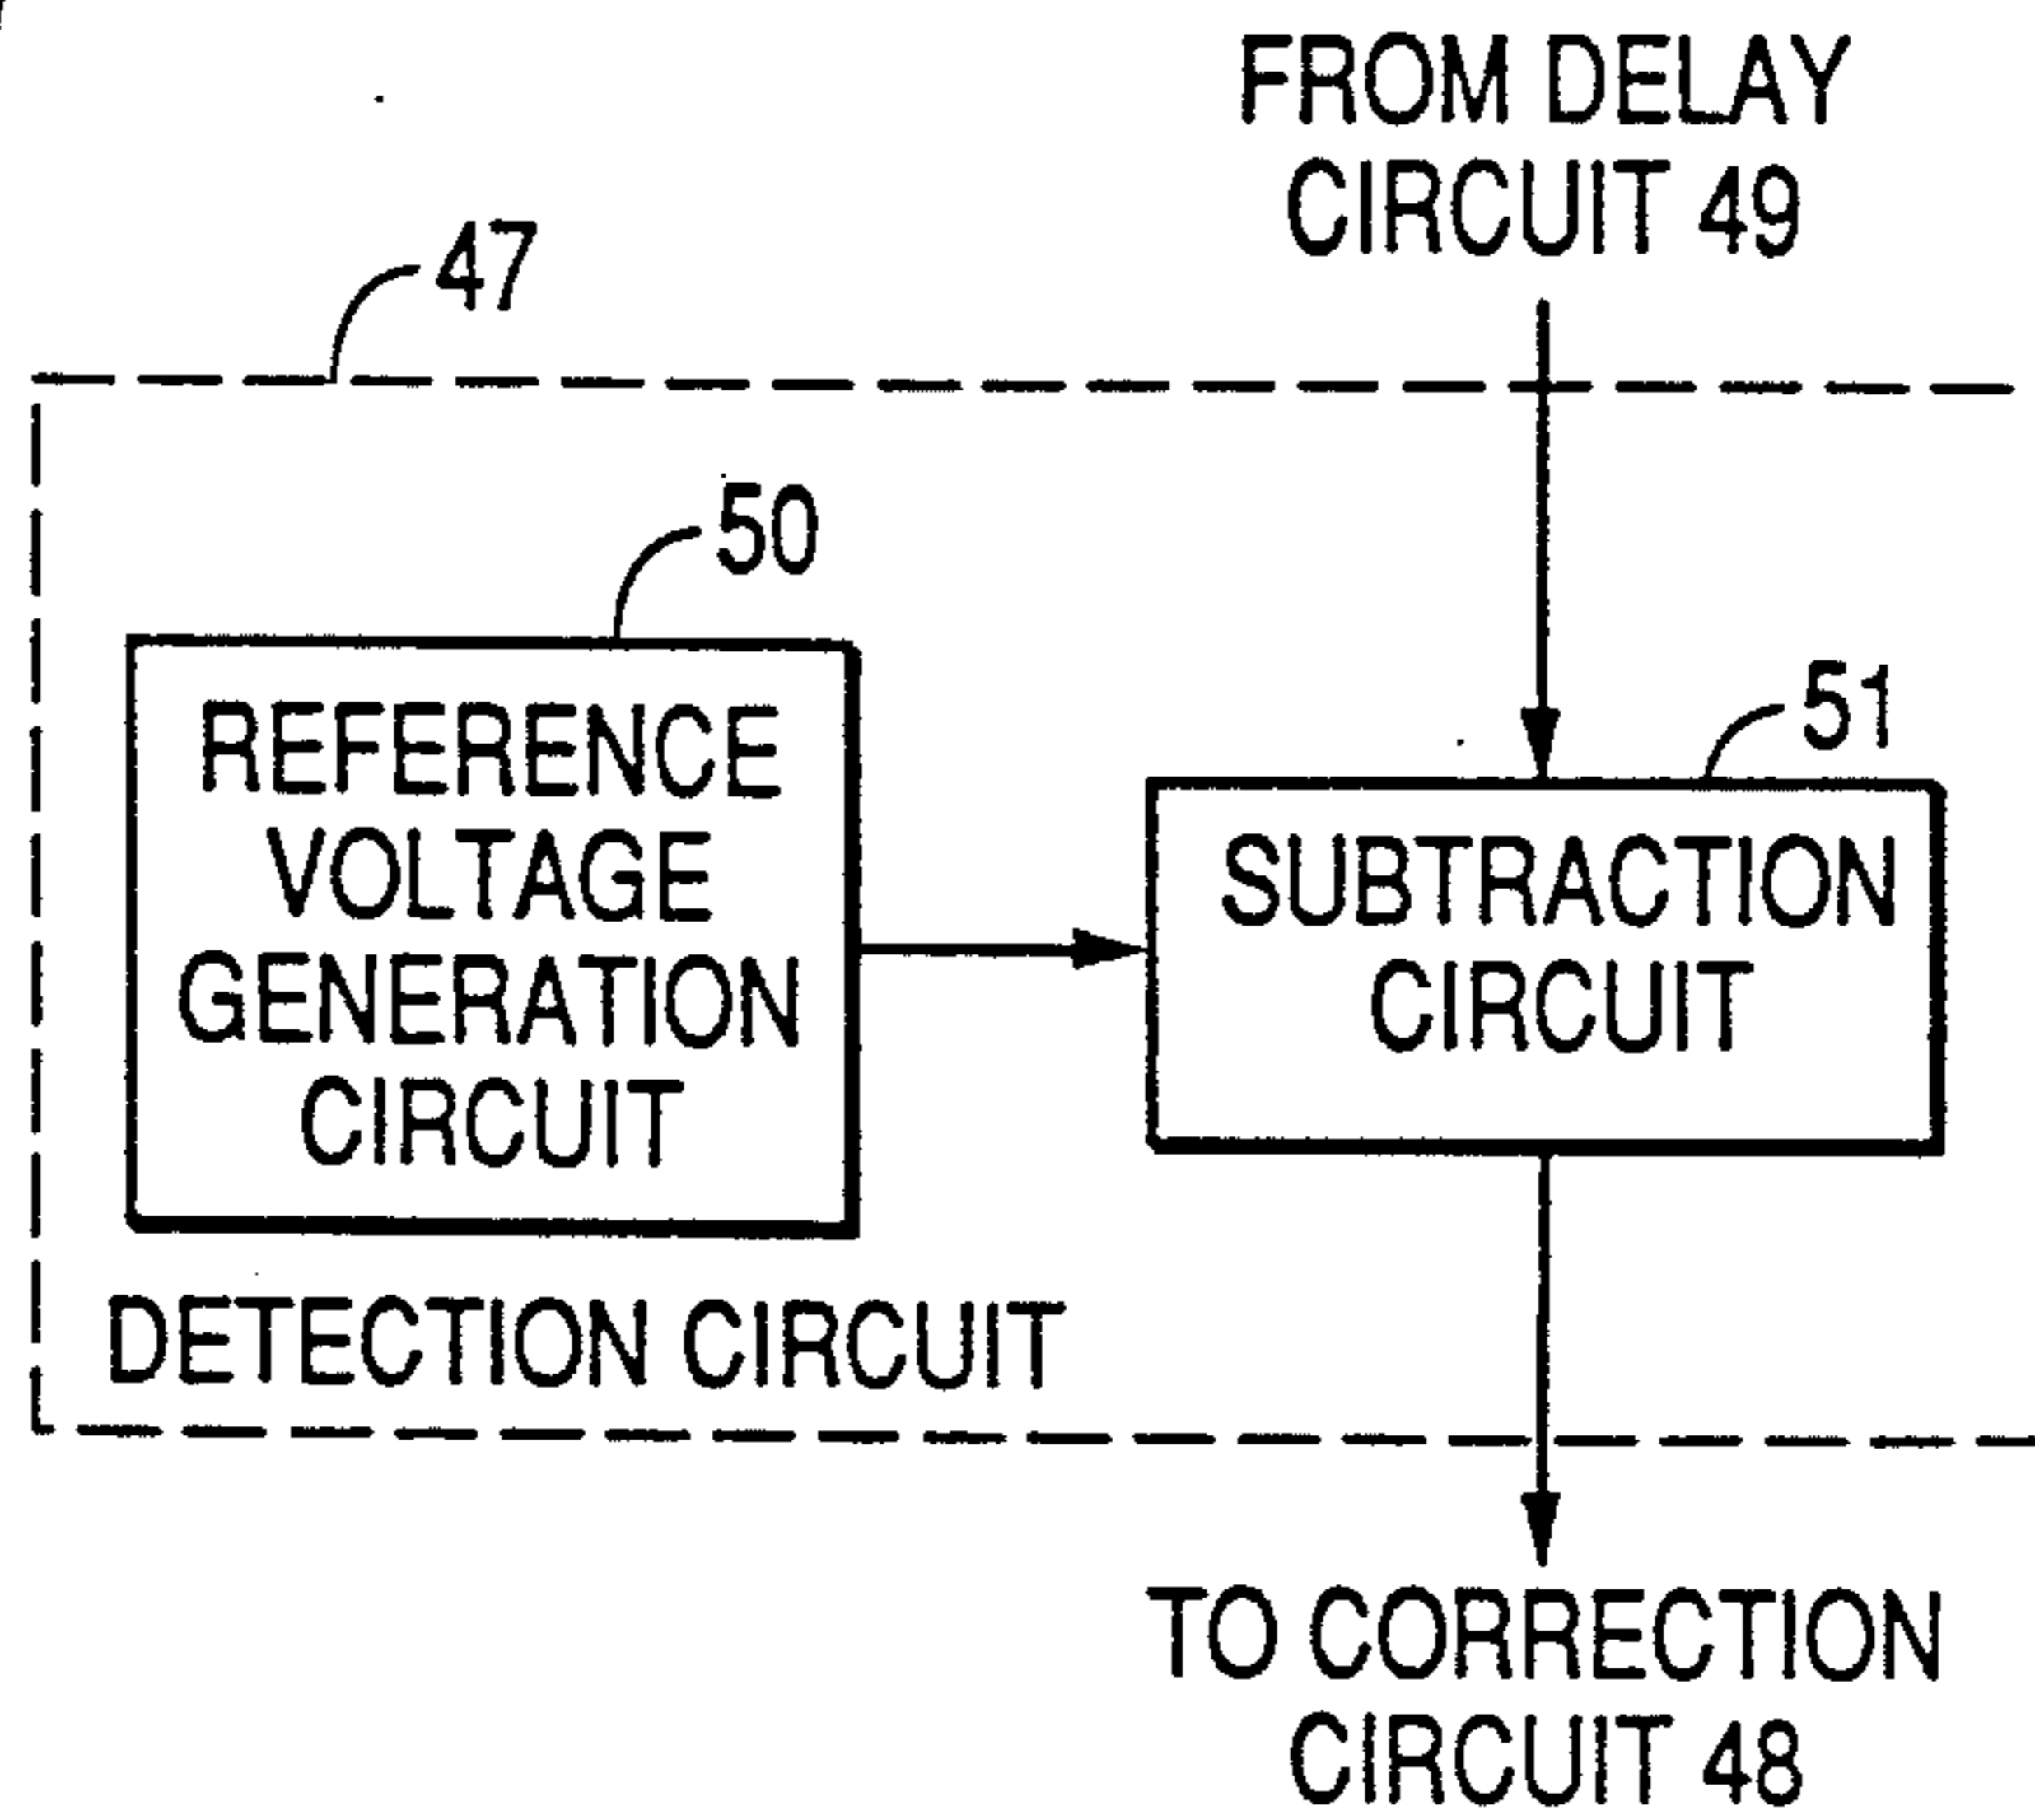 FROM DELAY
CIRCUIT 49
47
50
51
REFERENCE
VOLTAGE
GENERATION
CIRCUIT
SUBTRACTION
CIRCUIT
DETECTION CIRCUIT
TO CORRECTION
CIRCUIT 48